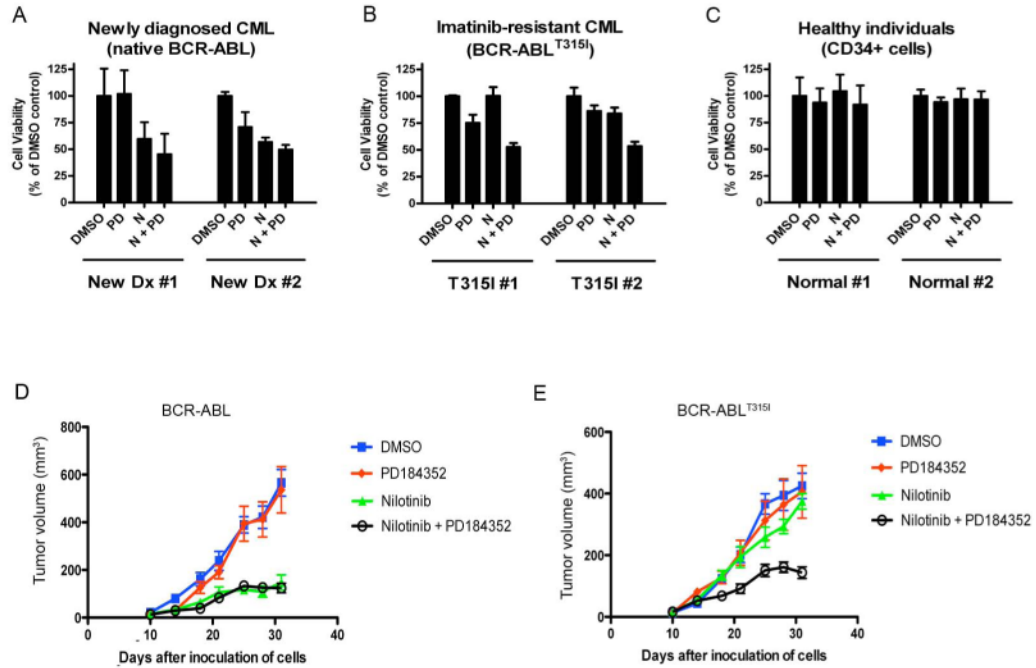 A
Newly diagnosed CML
(native BCR-ABL)
Cell Viability
(% of DMSO control)
125
100
75
50
25
0
DMSO
PD
N
N + PD
DMSO
PD
N
N + PD
New Dx #1
New Dx #2
B
Imatinib-resistant CML
(BCR-ABLT315I)
Cell Viability
(% of DMSO control)
125
100
75
50
25
0
DMSO
PD
N
N + PD
DMSO
PD
N
N + PD
T315I #1
T315I #2
C
Healthy individuals
(CD34+ cells)
Cell Viability
(% of DMSO control)
125
100
75
50
25
0
DMSO
PD
N
N + PD
DMSO
PD
N
N + PD
Normal #1
Normal #2
D
BCR-ABL
Tumor volume (mm³)
800
600
400
200
0
0
10
20
30
40
Days after inoculation of cells
DMSO
PD184352
Nilotinib
Nilotinib + PD184352
E
BCR-ABLT315I
Tumor volume (mm³)
600
400
200
0
0
10
20
30
40
Days after inoculation of cells
DMSO
PD184352
Nilotinib
Nilotinib + PD184352